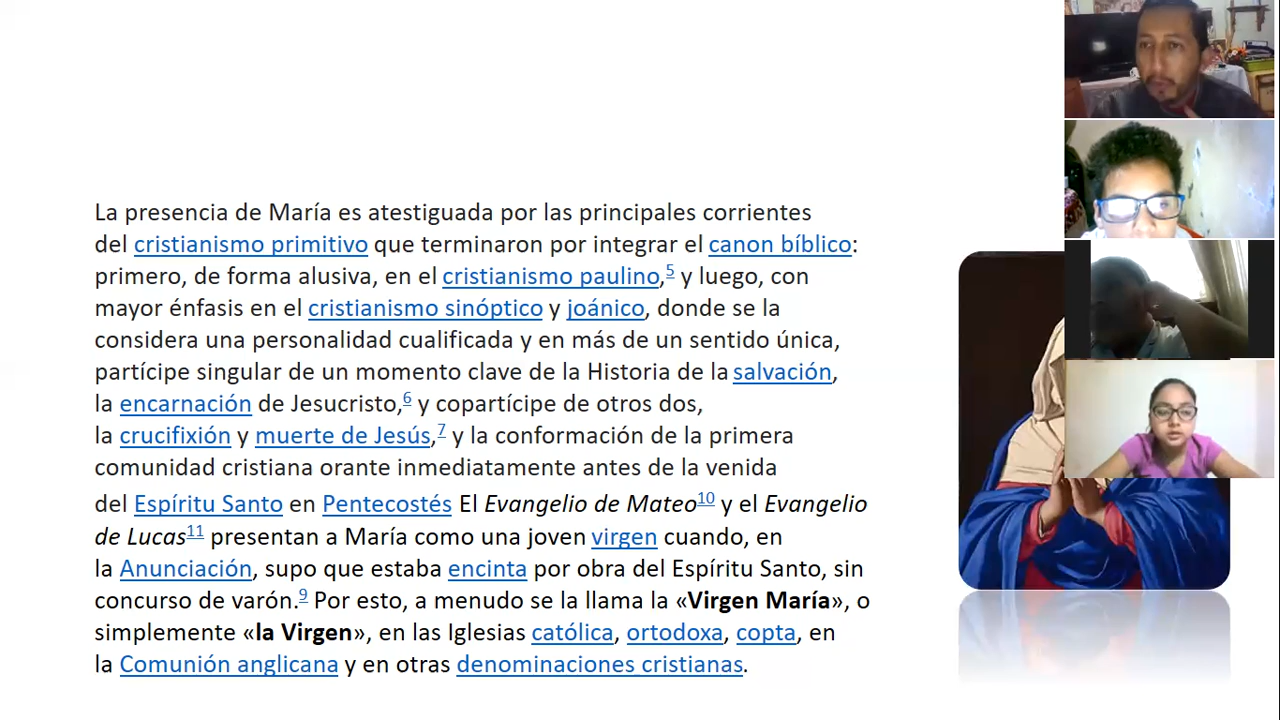 La presencia de María es atestiguada por las principales corrientes
del cristianismo primitivo que terminaron por integrar el canon bíblico:
primero, de forma alusiva, en el cristianismo paulino,5 y luego, con
mayor énfasis en el cristianismo sinóptico y joánico, donde se la
considera una personalidad cualificada y en más de un sentido única,
partícipe singular de un momento clave de la Historia de la salvación,
la encarnación de Jesucristo,6 y copartícipe de otros dos,
la crucifixión y muerte de Jesús,7 y la conformación de la primera
comunidad cristiana orante inmediatamente antes de la venida
del Espíritu Santo en Pentecostés El Evangelio de Mateo10 y el Evangelio
de Lucas11 presentan a María como una joven virgen cuando, en
la Anunciación, supo que estaba encinta por obra del Espíritu Santo, sin
concurso de varón.9 Por esto, a menudo se la llama la «Virgen María», o
simplemente «la Virgen», en las Iglesias católica, ortodoxa, copta, en
la Comunión anglicana y en otras denominaciones cristianas.